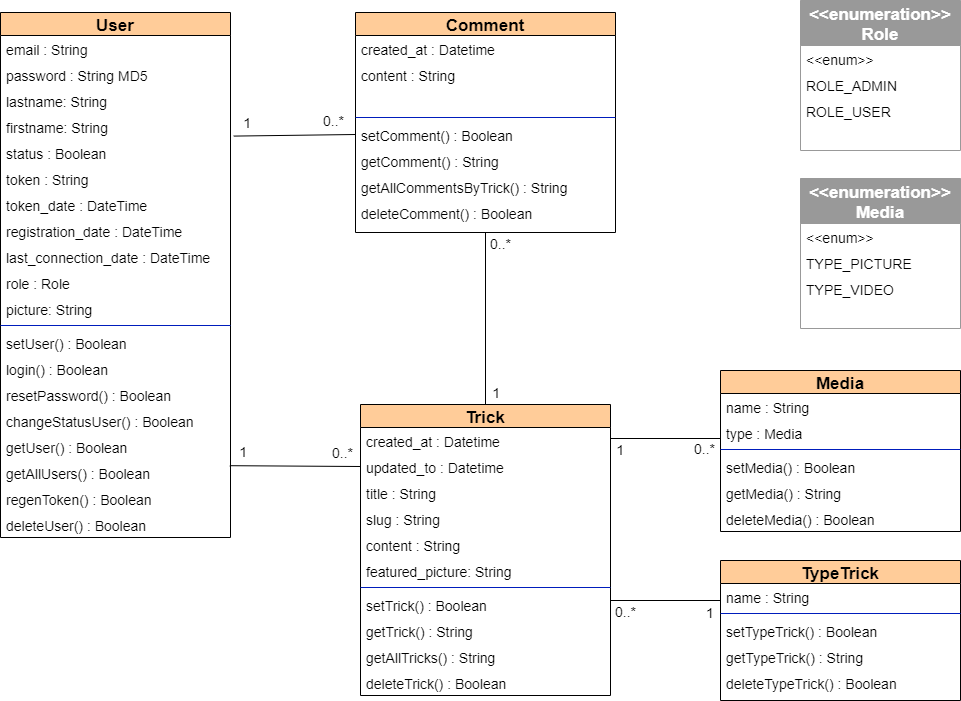 User
email : String
password : String MD5
lastname: String
firstname: String
status : Boolean
token : String
token_date : DateTime
registration_date : DateTime
last_connection_date : DateTime
role : Role
picture: String
setUser() : Boolean
login() : Boolean
resetPassword() : Boolean
changeStatusUser() : Boolean
getUser() : Boolean
getAllUsers() : Boolean
regenToken() : Boolean
deleteUser() : Boolean
1
0..*
Comment
created_at : Datetime
content : String
setComment() : Boolean
getComment() : String
getAllCommentsByTrick() : String
deleteComment() : Boolean
0..*
1
1
0..*
Trick
created_at : Datetime
updated_to : Datetime
title : String
slug : String
content : String
featured_picture: String
setTrick() : Boolean
getTrick() : String
getAllTricks() : String
deleteTrick() : Boolean
<<enumeration>>
Role
<<enum>>
ROLE_ADMIN
ROLE_USER
<<enumeration>>
Media
<<enum>>
TYPE_PICTURE
TYPE_VIDEO
1
0..*
Media
name : String
type : Media
setMedia() : Boolean
getMedia() : String
deleteMedia() : Boolean
0..*
1
TypeTrick
name : String
setTypeTrick() : Boolean
getTypeTrick() : String
deleteTypeTrick() : Boolean